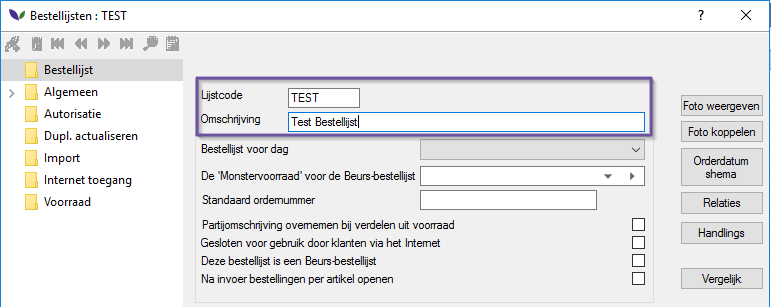 Bestellijsten : TEST
?
Bestellijst
Algemeen
Autorisatie
Dupl. actualiseren
Import
Internet toegang
Voorraad
Lijstcode TEST
Omschrijving Test Bestellijst
Bestellijst voor dag
De 'Monstervoorraad' voor de Beurs-bestellijst
Standaard ordernummer
Partijomschrijving overnemen bij verdelen uit voorraad
Gesloten voor gebruik door klanten via het Internet
Deze bestellijst is een Beurs-bestellijst
Na invoer bestellingen per artikel openen
Foto weergeven
Foto koppelen
Orderdatum
shema
Relaties
Handlings
Vergelijk